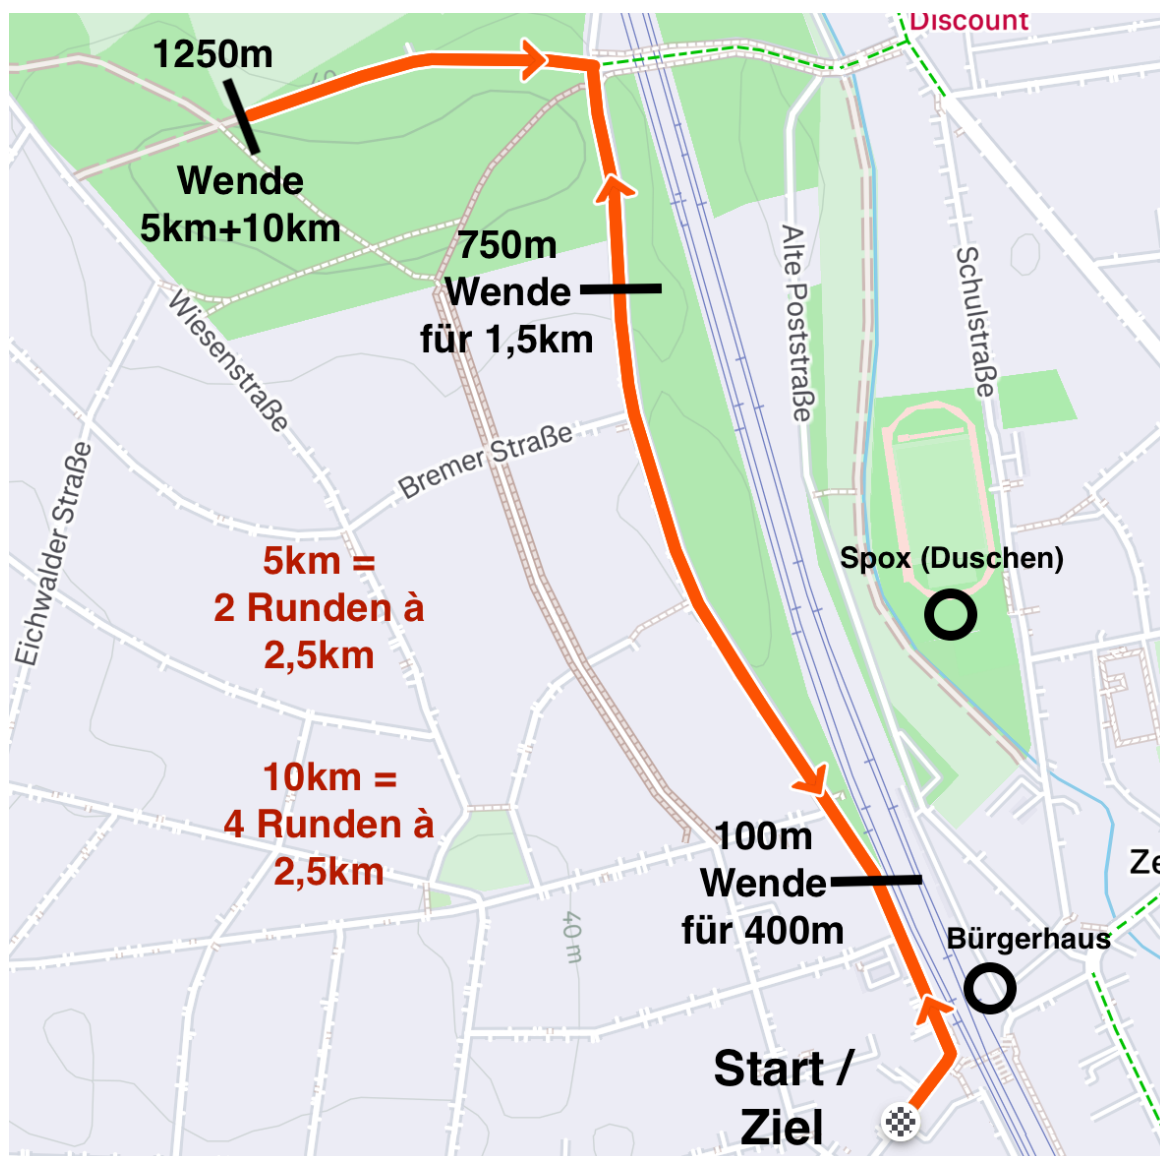 Discount
1250m
40
Wende
5km+10km
750m
Wende
für 1,5km
Alte Poststraße
Schulstraße
Wiesenstraße
Bremer Straße
Eichwalder Straße
5km =
2 Runden à
2,5km
Spox (Duschen)
10km =
4 Runden à
2,5km
100m
Wende
für 400m
Ze
40 m
Bürgerhaus
Start /
Ziel